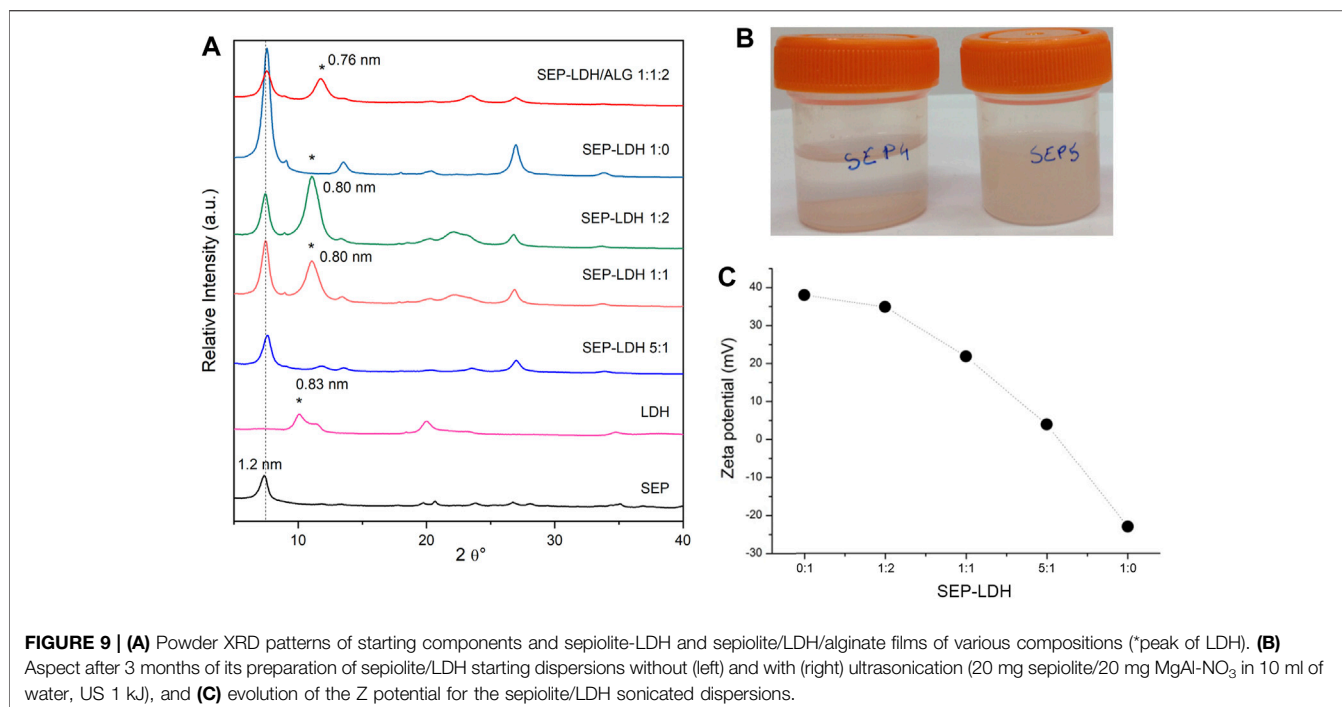 A
* 0.76 nm
SEP-LDH/ALG 1:1:2
SEP-LDH 1:0
*
0.80 nm
SEP-LDH 1:2
*
0.80 nm
SEP-LDH 1:1
SEP-LDH 5:1
0.83 nm
*
LDH
1.2 nm
SEP
Relative Intensity (a.u.)
10
20
30
40
2 θ°
B
SEP4
SEP5
C
40
30
20
10
0
-10
-20
-30
Zeta potential (mV)
0:1
1:2
1:1
5:1
1:0
SEP-LDH
FIGURE 9 | (A) Powder XRD patterns of starting components and sepiolite-LDH and sepiolite/LDH/alginate films of various compositions (*peak of LDH). (B)
Aspect after 3 months of its preparation of sepiolite/LDH starting dispersions without (left) and with (right) ultrasonication (20 mg sepiolite/20 mg MgAl-NO₃ in 10 ml of
water, US 1 kJ), and (C) evolution of the Z potential for the sepiolite/LDH sonicated dispersions.